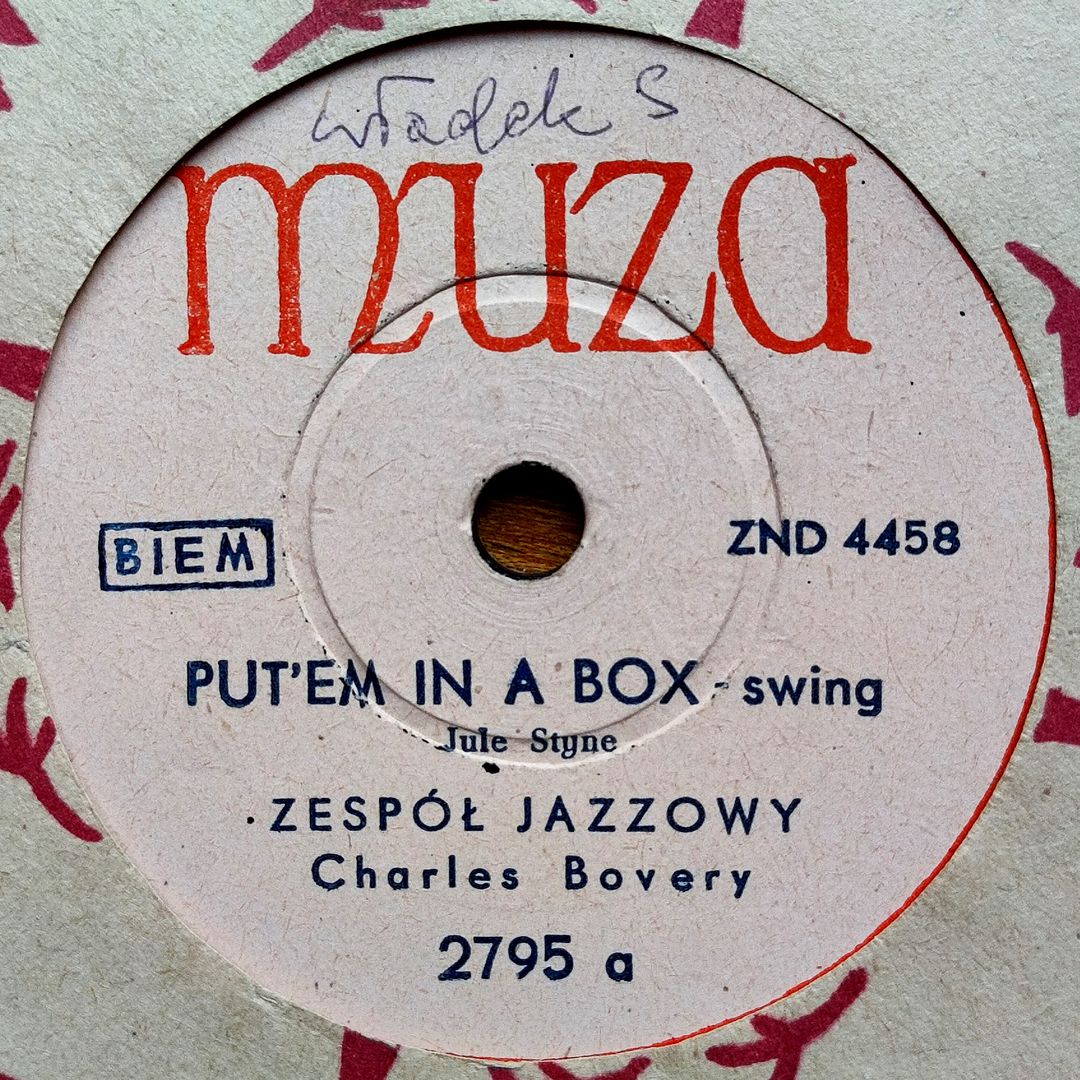 Władek S
muza
BIEM
ZND 4458
PUT'EM IN A BOX - swing
Jule Styne
ZESPÓŁ JAZZOWY
Charles Bovery
2795 a